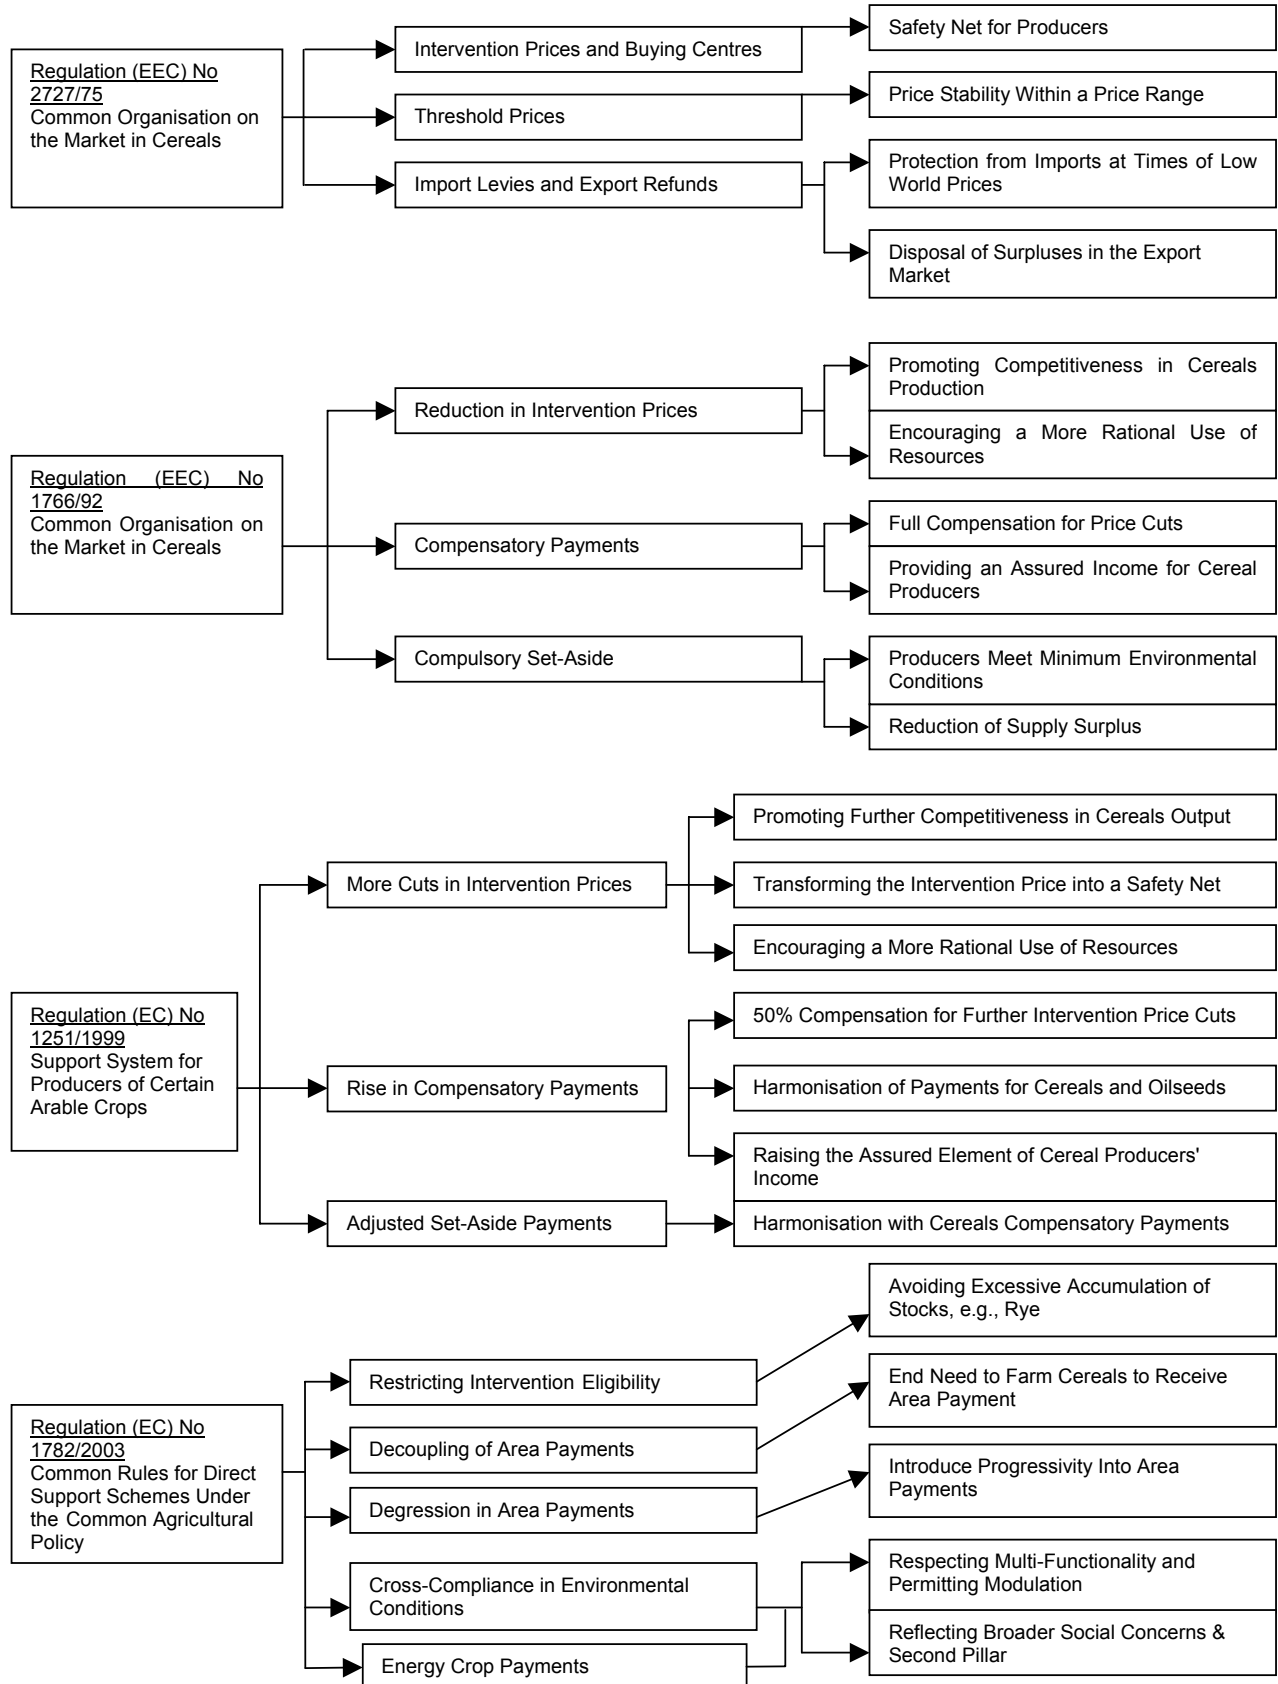 Regulation (EEC) No
2727/75
Common Organisation on
the Market in Cereals
Intervention Prices and Buying Centres
Threshold Prices
Import Levies and Export Refunds
Safety Net for Producers
Price Stability Within a Price Range
Protection from Imports at Times of Low
World Prices
Disposal of Surpluses in the Export
Market
Regulation (EEC) No
1766/92
Common Organisation on
the Market in Cereals
Reduction in Intervention Prices
Compensatory Payments
Compulsory Set-Aside
Promoting Competitiveness in Cereals
Production
Encouraging a More Rational Use of
Resources
Full Compensation for Price Cuts
Providing an Assured Income for Cereal
Producers
Producers Meet Minimum Environmental
Conditions
Reduction of Supply Surplus
Regulation (EC) No
1251/1999
Support System for
Producers of Certain
Arable Crops
More Cuts in Intervention Prices
Rise in Compensatory Payments
Adjusted Set-Aside Payments
Promoting Further Competitiveness in Cereals Output
Transforming the Intervention Price into a Safety Net
Encouraging a More Rational Use of Resources
50% Compensation for Further Intervention Price Cuts
Harmonisation of Payments for Cereals and Oilseeds
Raising the Assured Element of Cereal Producers'
Income
Harmonisation with Cereals Compensatory Payments
Regulation (EC) No
1782/2003
Common Rules for Direct
Support Schemes Under
the Common Agricultural
Policy
Restricting Intervention Eligibility
Decoupling of Area Payments
Degression in Area Payments
Cross-Compliance in Environmental
Conditions
Energy Crop Payments
Avoiding Excessive Accumulation of
Stocks, e.g., Rye
End Need to Farm Cereals to Receive
Area Payment
Introduce Progressivity Into Area
Payments
Respecting Multi-Functionality and
Permitting Modulation
Reflecting Broader Social Concerns &
Second Pillar